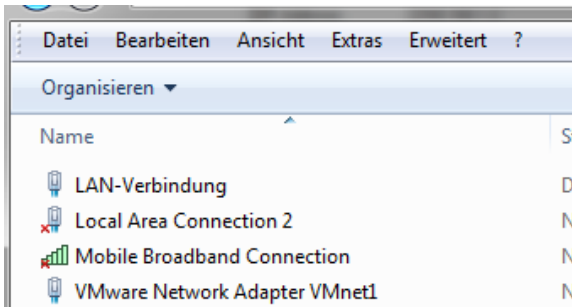 Datei Bearbeiten Ansicht Extras Erweitert ?
Organisieren
Name S
LAN-Verbindung D
Local Area Connection 2 N
Mobile Broadband Connection N
VMware Network Adapter VMnet1 N